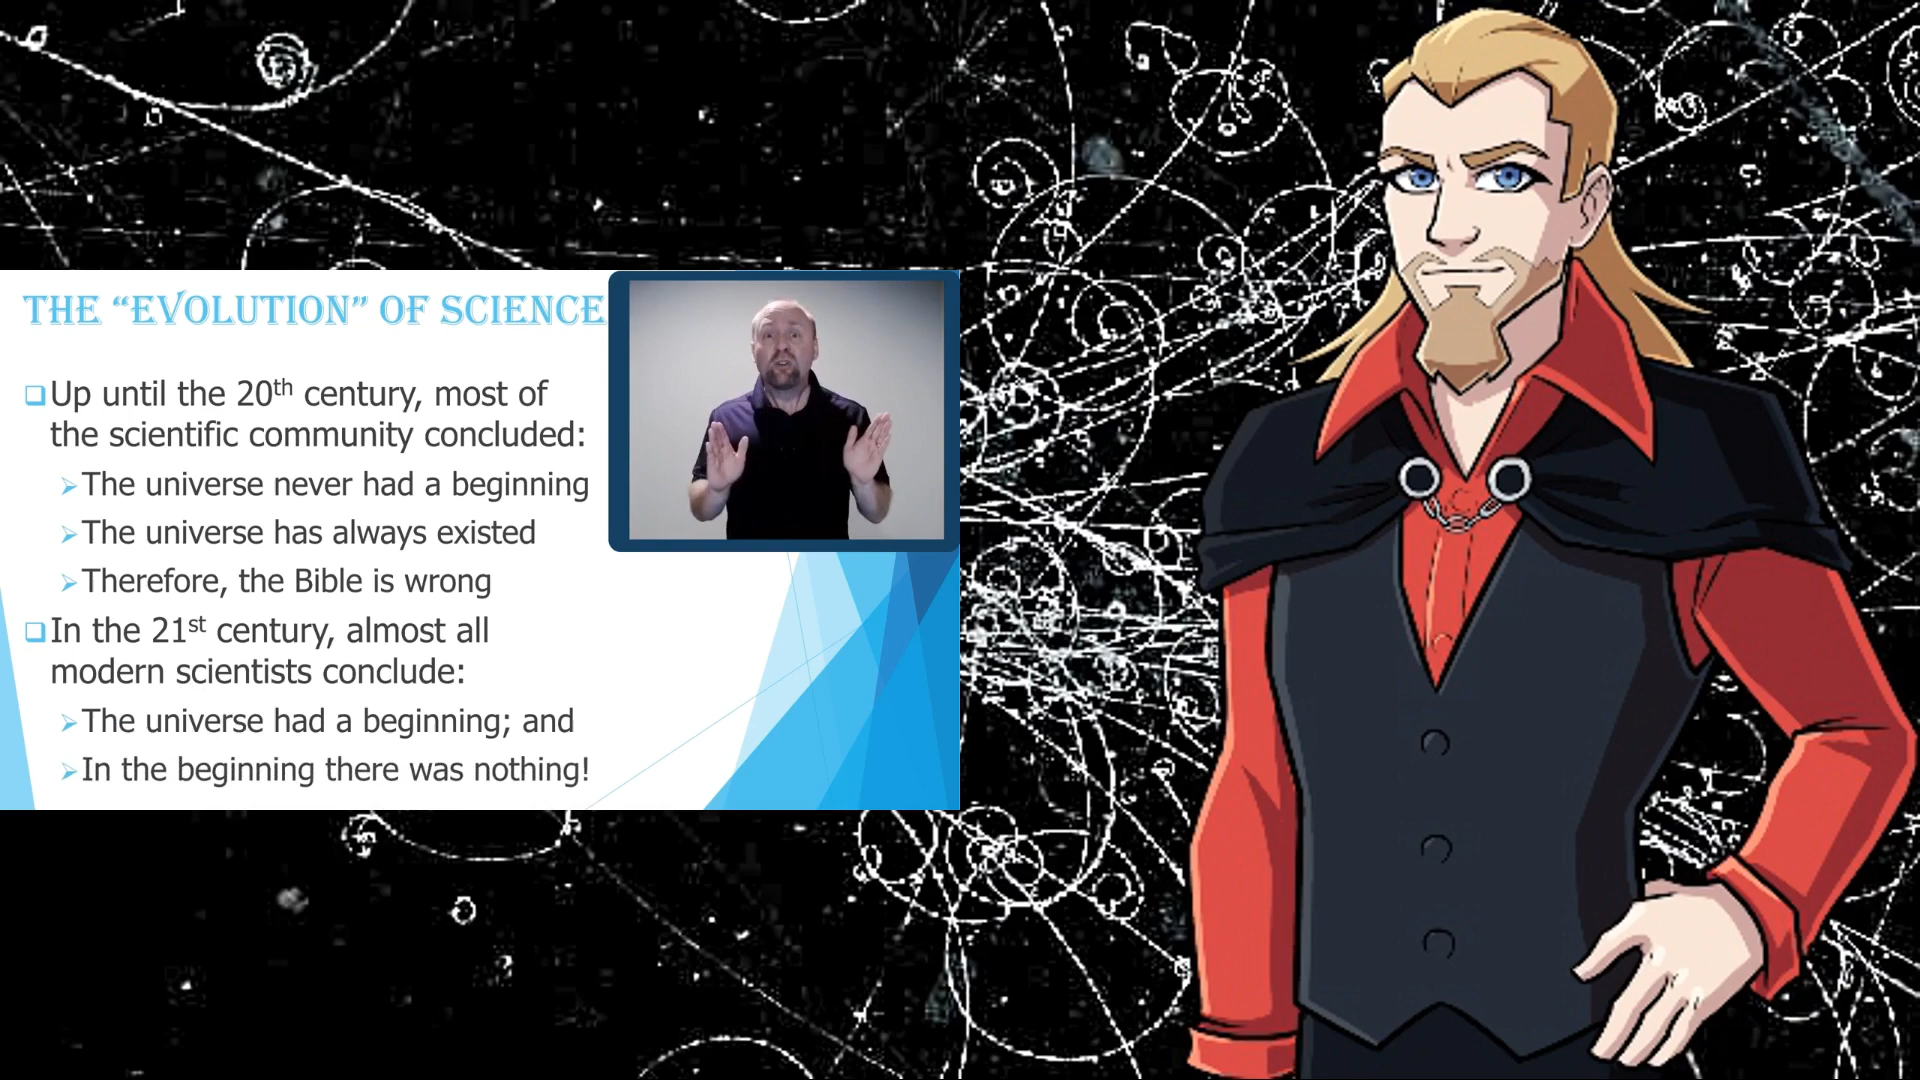 THE “EVOLUTION” OF SCIENCE
Up until the 20th century, most of
the scientific community concluded:
The universe never had a beginning
The universe has always existed
Therefore, the Bible is wrong
In the 21st century, almost all
modern scientists conclude:
The universe had a beginning; and
In the beginning there was nothing!